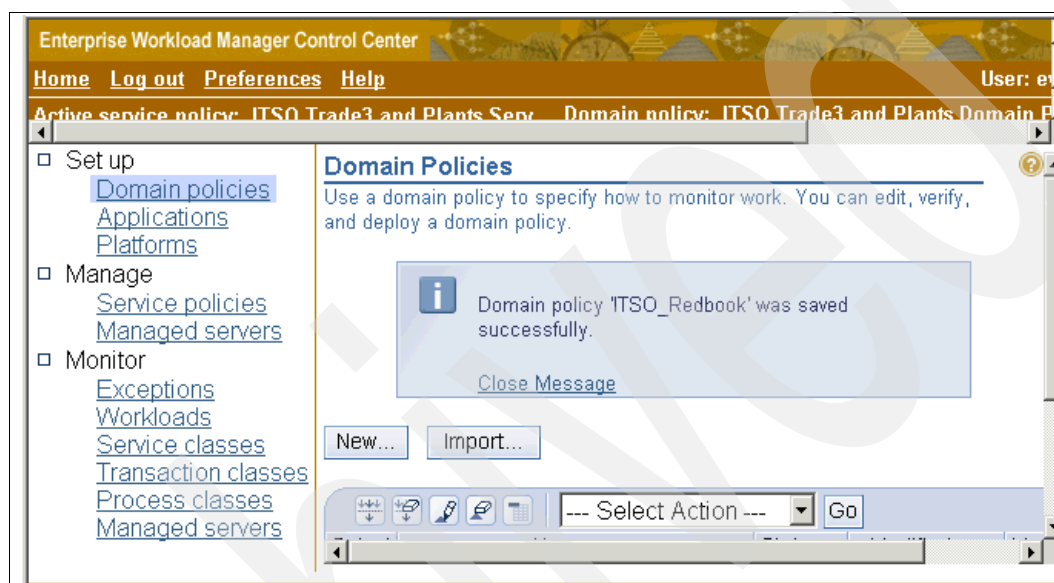 Enterprise Workload Manager Control Center
Home Log out Preferences Help
User:
Active service policy: ITSO Trade3 and Plants Serv Domain policy: ITSO Trade3 and Plants Domain P
Set up
Domain policies
Applications
Platforms
Manage
Service policies
Managed servers
Monitor
Exceptions
Workloads
Service classes
Transaction classes
Process classes
Managed servers
Domain Policies
Use a domain policy to specify how to monitor work. You can edit, verify,
and deploy a domain policy.
Domain policy 'ITSO_Redbook' was saved
successfully.
Close Message
New... Import...
--- Select Action --- Go